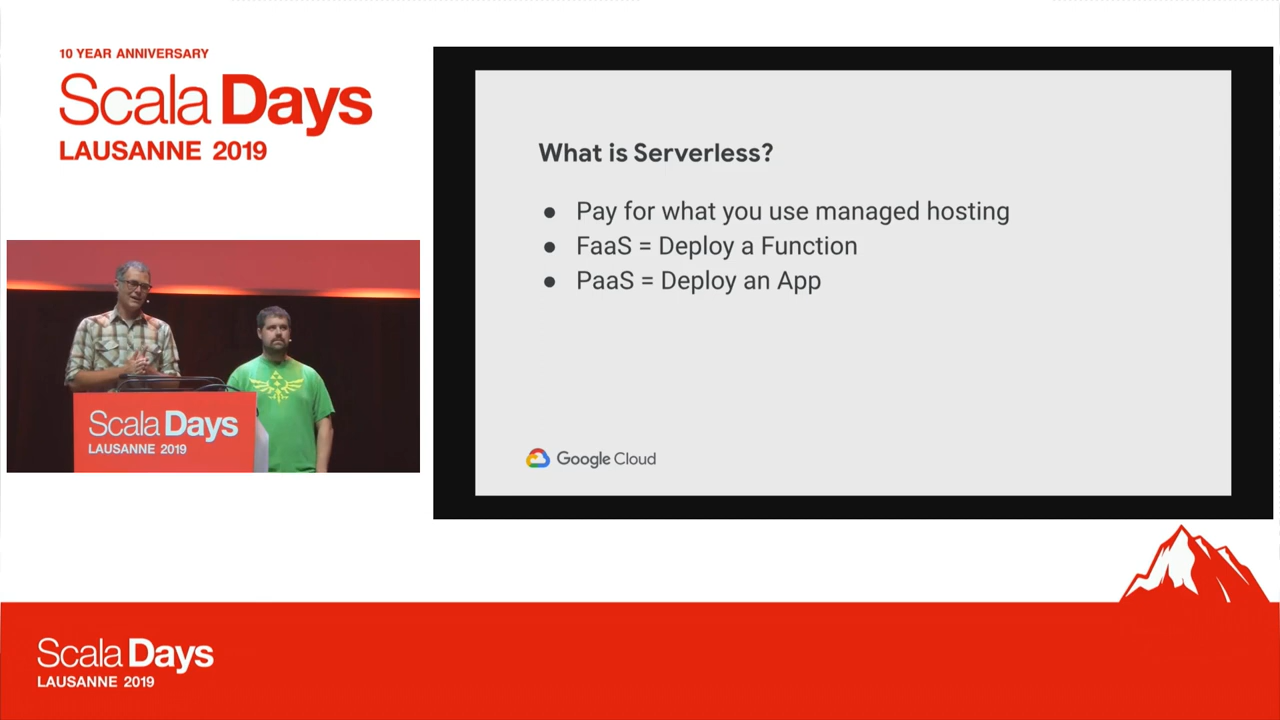 10 YEAR ANNIVERSARY
Scala Days
LAUSANNE 2019
What is Serverless?
● Pay for what you use managed hosting
● FaaS = Deploy a Function
● PaaS = Deploy an App
Google Cloud
Scala Days
LAUSANNE 2019
Scala Days
LAUSANNE 2019